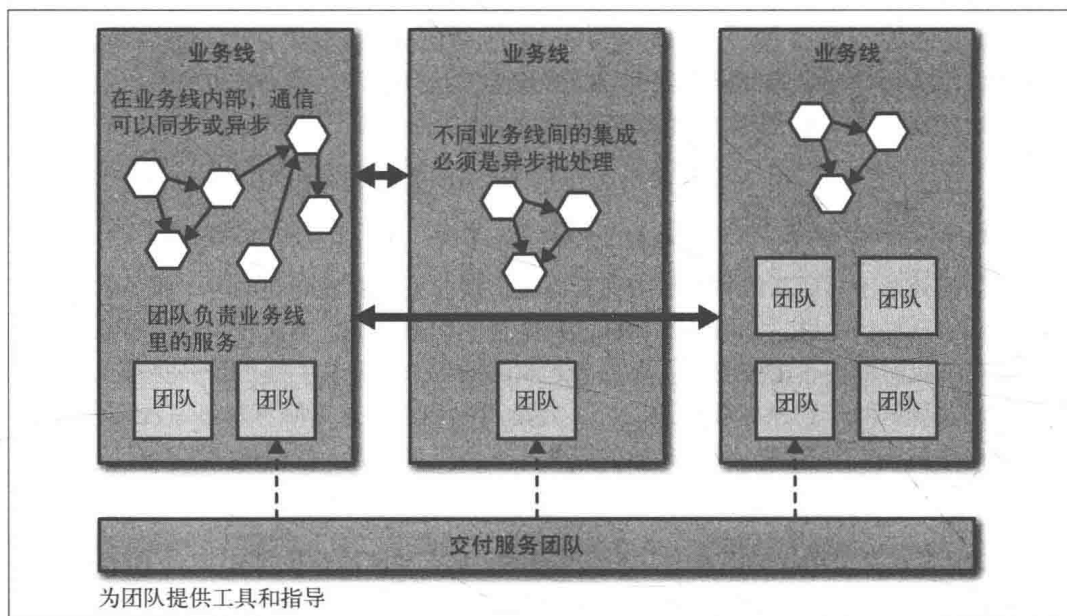 业务线
在业务线内部，通信
可以同步或异步
团队负责业务线
里的服务
团队
团队
业务线
不同业务线间的集成
必须是异步批处理
团队
业务线
团队
团队
团队
团队
交付服务团队
为团队提供工具和指导